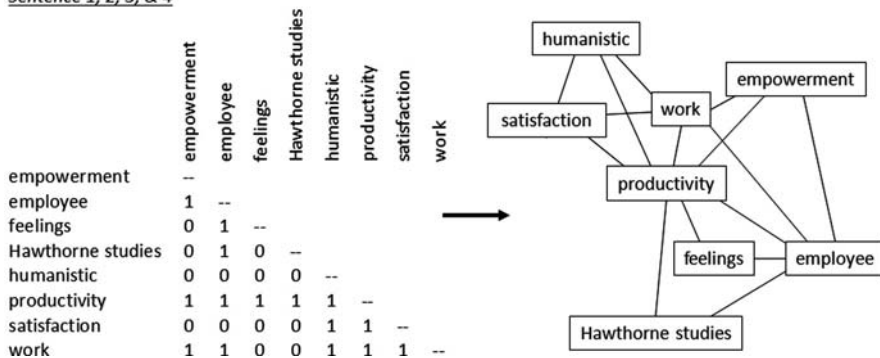 Sentence 1, 2, 3, & 4
empowerment
employee
feelings
Hawthorne studies
humanistic
productivity
satisfaction
work
empowerment --
employee 1 --
feelings 0 1 --
Hawthorne studies 0 1 0 --
humanistic 0 0 0 0 --
productivity 1 1 1 1 1 --
satisfaction 0 0 0 0 1 1 --
work 1 1 0 0 1 1 1 --
humanistic
empowerment
satisfaction
work
productivity
feelings
employee
Hawthorne studies